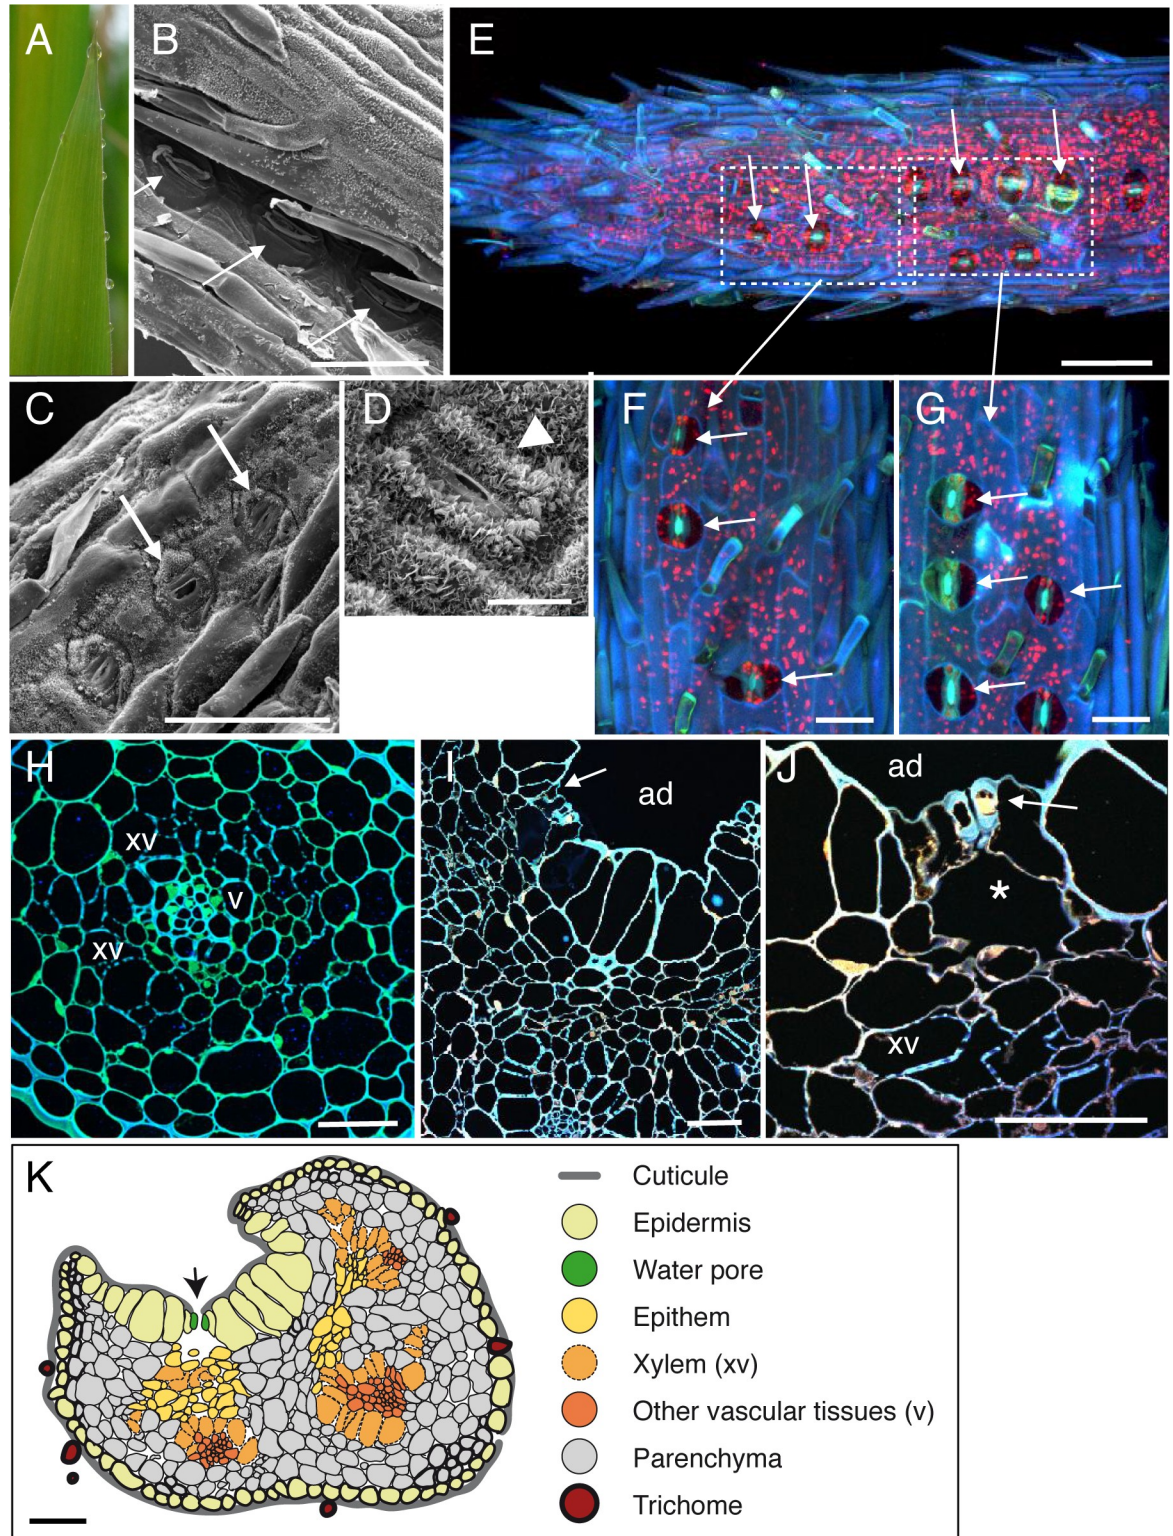 A
B
E
C
D
F
G
H
xv
v
xv
I
ad
J
ad
*
xv
K
Cuticule
Epidermis
Water pore
Epithem
Xylem (xv)
Other vascular tissues (v)
Parenchyma
Trichome